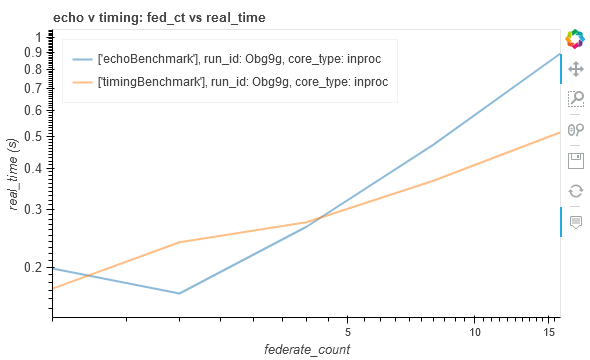 echo v timing: fed_ct vs real_time
['echoBenchmark'], run_id: Obg9g, core_type: inproc
['timingBenchmark'], run_id: Obg9g, core_type: inproc
real_time (s)
1
0.9
0.8
0.7
0.6
0.5
0.4
0.3
0.2
5
10
15
federate_count